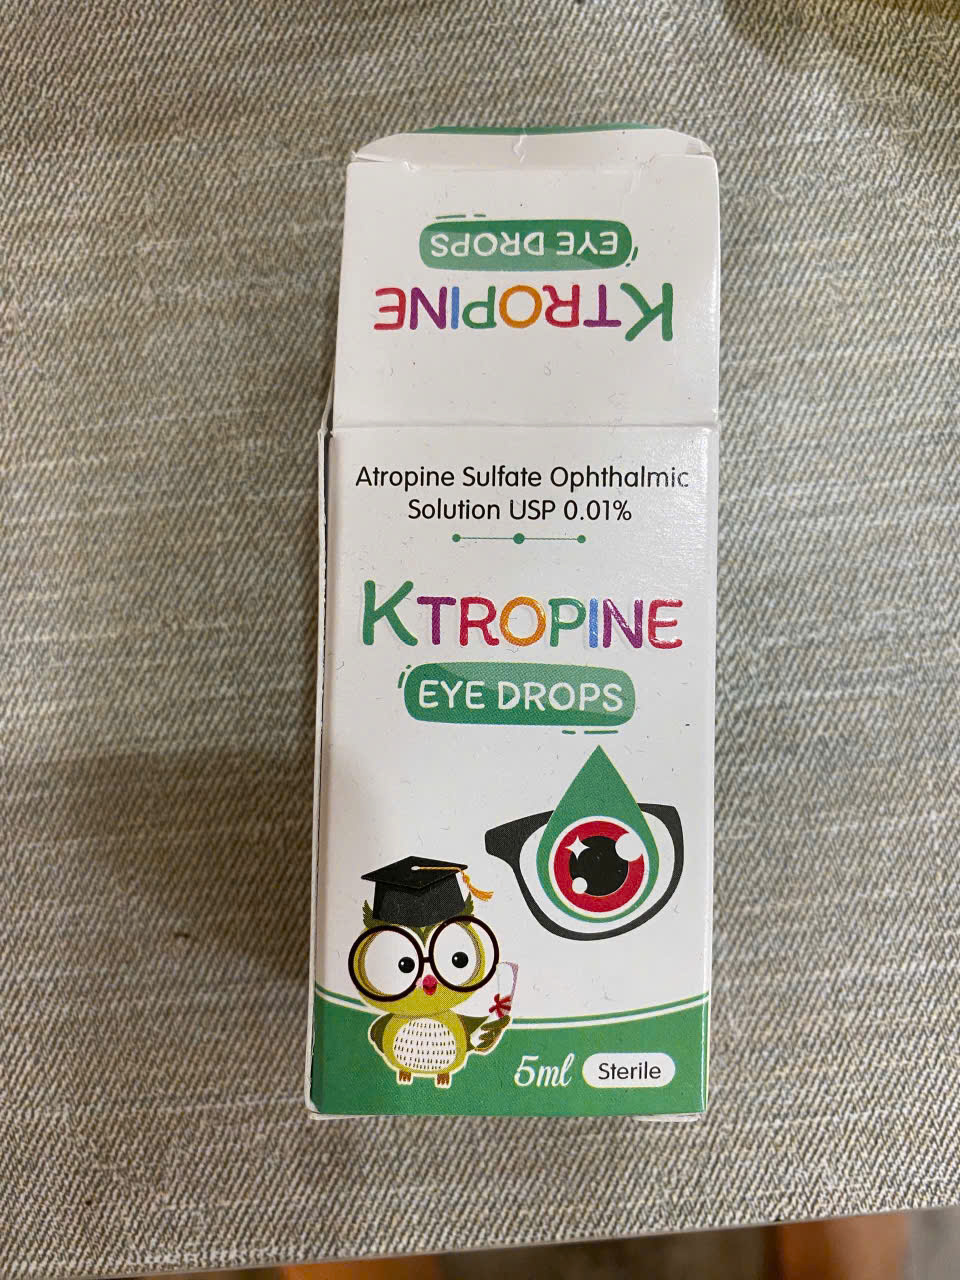 KTROPINE
EYE DROPS
Atropine Sulfate Ophthalmic
Solution USP 0.01%
KTROPINE
EYE DROPS
5ml Sterile